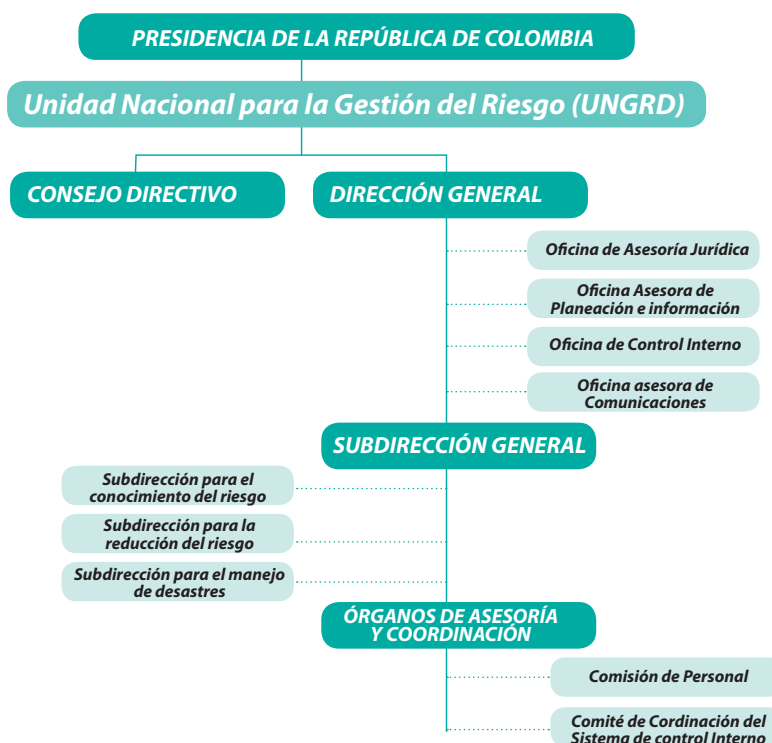 PRESIDENCIA DE LA REPÚBLICA DE COLOMBIA
Unidad Nacional para la Gestión del Riesgo (UNGRD)
CONSEJO DIRECTIVO
DIRECCIÓN GENERAL
Oficina de Asesoría Jurídica
Oficina Asesora de
Planeación e información
Oficina de Control Interno
Oficina asesora de
Comunicaciones
SUBDIRECCIÓN GENERAL
Subdirección para el
conocimiento del riesgo
Subdirección para la
reducción del riesgo
Subdirección para el manejo
de desastres
ÓRGANOS DE ASESORÍA
Y COORDINACIÓN
Comisión de Personal
Comité de Cordinación del
Sistema de control Interno